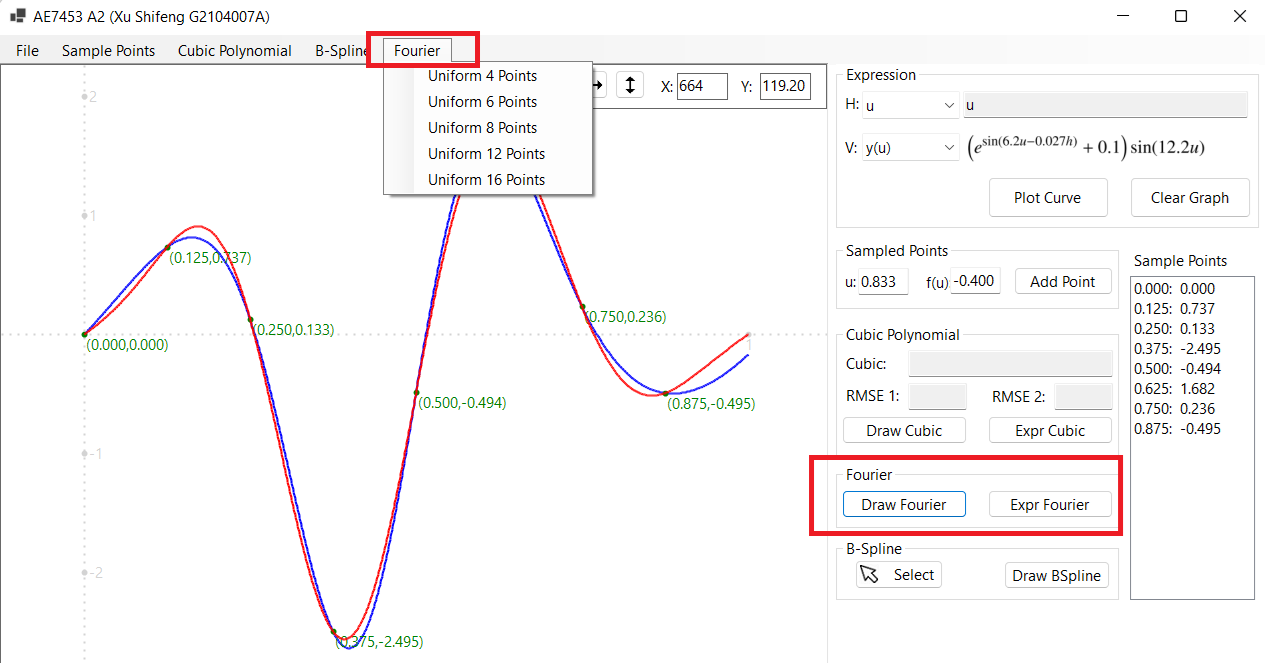 AE7453 A2 (Xu Shifeng G2104007A)
File Sample Points Cubic Polynomial B-Spline Fourier
Uniform 4 Points
Uniform 6 Points
Uniform 8 Points
Uniform 12 Points
Uniform 16 Points
X: 664 Y: 119.20
2
1
-1
-2
1
(0.000,0.000)
(0.125,0.737)
(0.250,0.133)
(0.375,-2.495)
(0.500,-0.494)
(0.750,0.236)
(0.875,-0.495)
Expression
H: u u
V: y(u) (e^sin(6.2u−0.027h) + 0.1) sin(12.2u)
Plot Curve Clear Graph
Sampled Points
u: 0.833 f(u) -0.400 Add Point
Cubic Polynomial
Cubic:
RMSE 1: RMSE 2:
Draw Cubic Expr Cubic
Fourier
Draw Fourier Expr Fourier
B-Spline
Select Draw BSpline
Sample Points
0.000: 0.000
0.125: 0.737
0.250: 0.133
0.375: -2.495
0.500: -0.494
0.625: 1.682
0.750: 0.236
0.875: -0.495